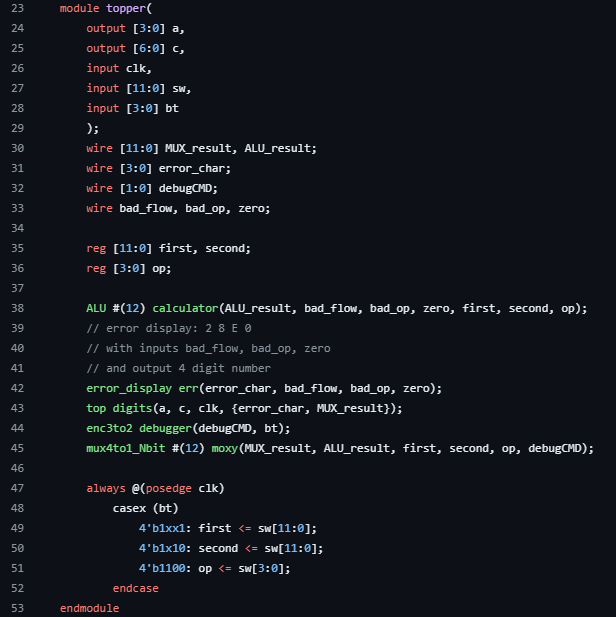 23 module topper(
24     output [3:0] a,
25     output [6:0] c,
26     input clk,
27     input [11:0] sw,
28     input [3:0] bt
29     );
30     wire [11:0] MUX_result, ALU_result;
31     wire [3:0] error_char;
32     wire [1:0] debugCMD;
33     wire bad_flow, bad_op, zero;
34
35     reg [11:0] first, second;
36     reg [3:0] op;
37
38     ALU #(12) calculator(ALU_result, bad_flow, bad_op, zero, first, second, op);
39     // error display: 2 8 E 0
40     // with inputs bad_flow, bad_op, zero
41     // and output 4 digit number
42     error_display err(error_char, bad_flow, bad_op, zero);
43     top digits(a, c, clk, {error_char, MUX_result});
44     enc3to2 debugger(debugCMD, bt);
45     mux4to1_Nbit #(12) moxy(MUX_result, ALU_result, first, second, op, debugCMD);
46
47     always @(posedge clk)
48         casex (bt)
49             4'b1xx1: first <= sw[11:0];
50             4'b1x10: second <= sw[11:0];
51             4'b1100: op <= sw[3:0];
52         endcase
53 endmodule